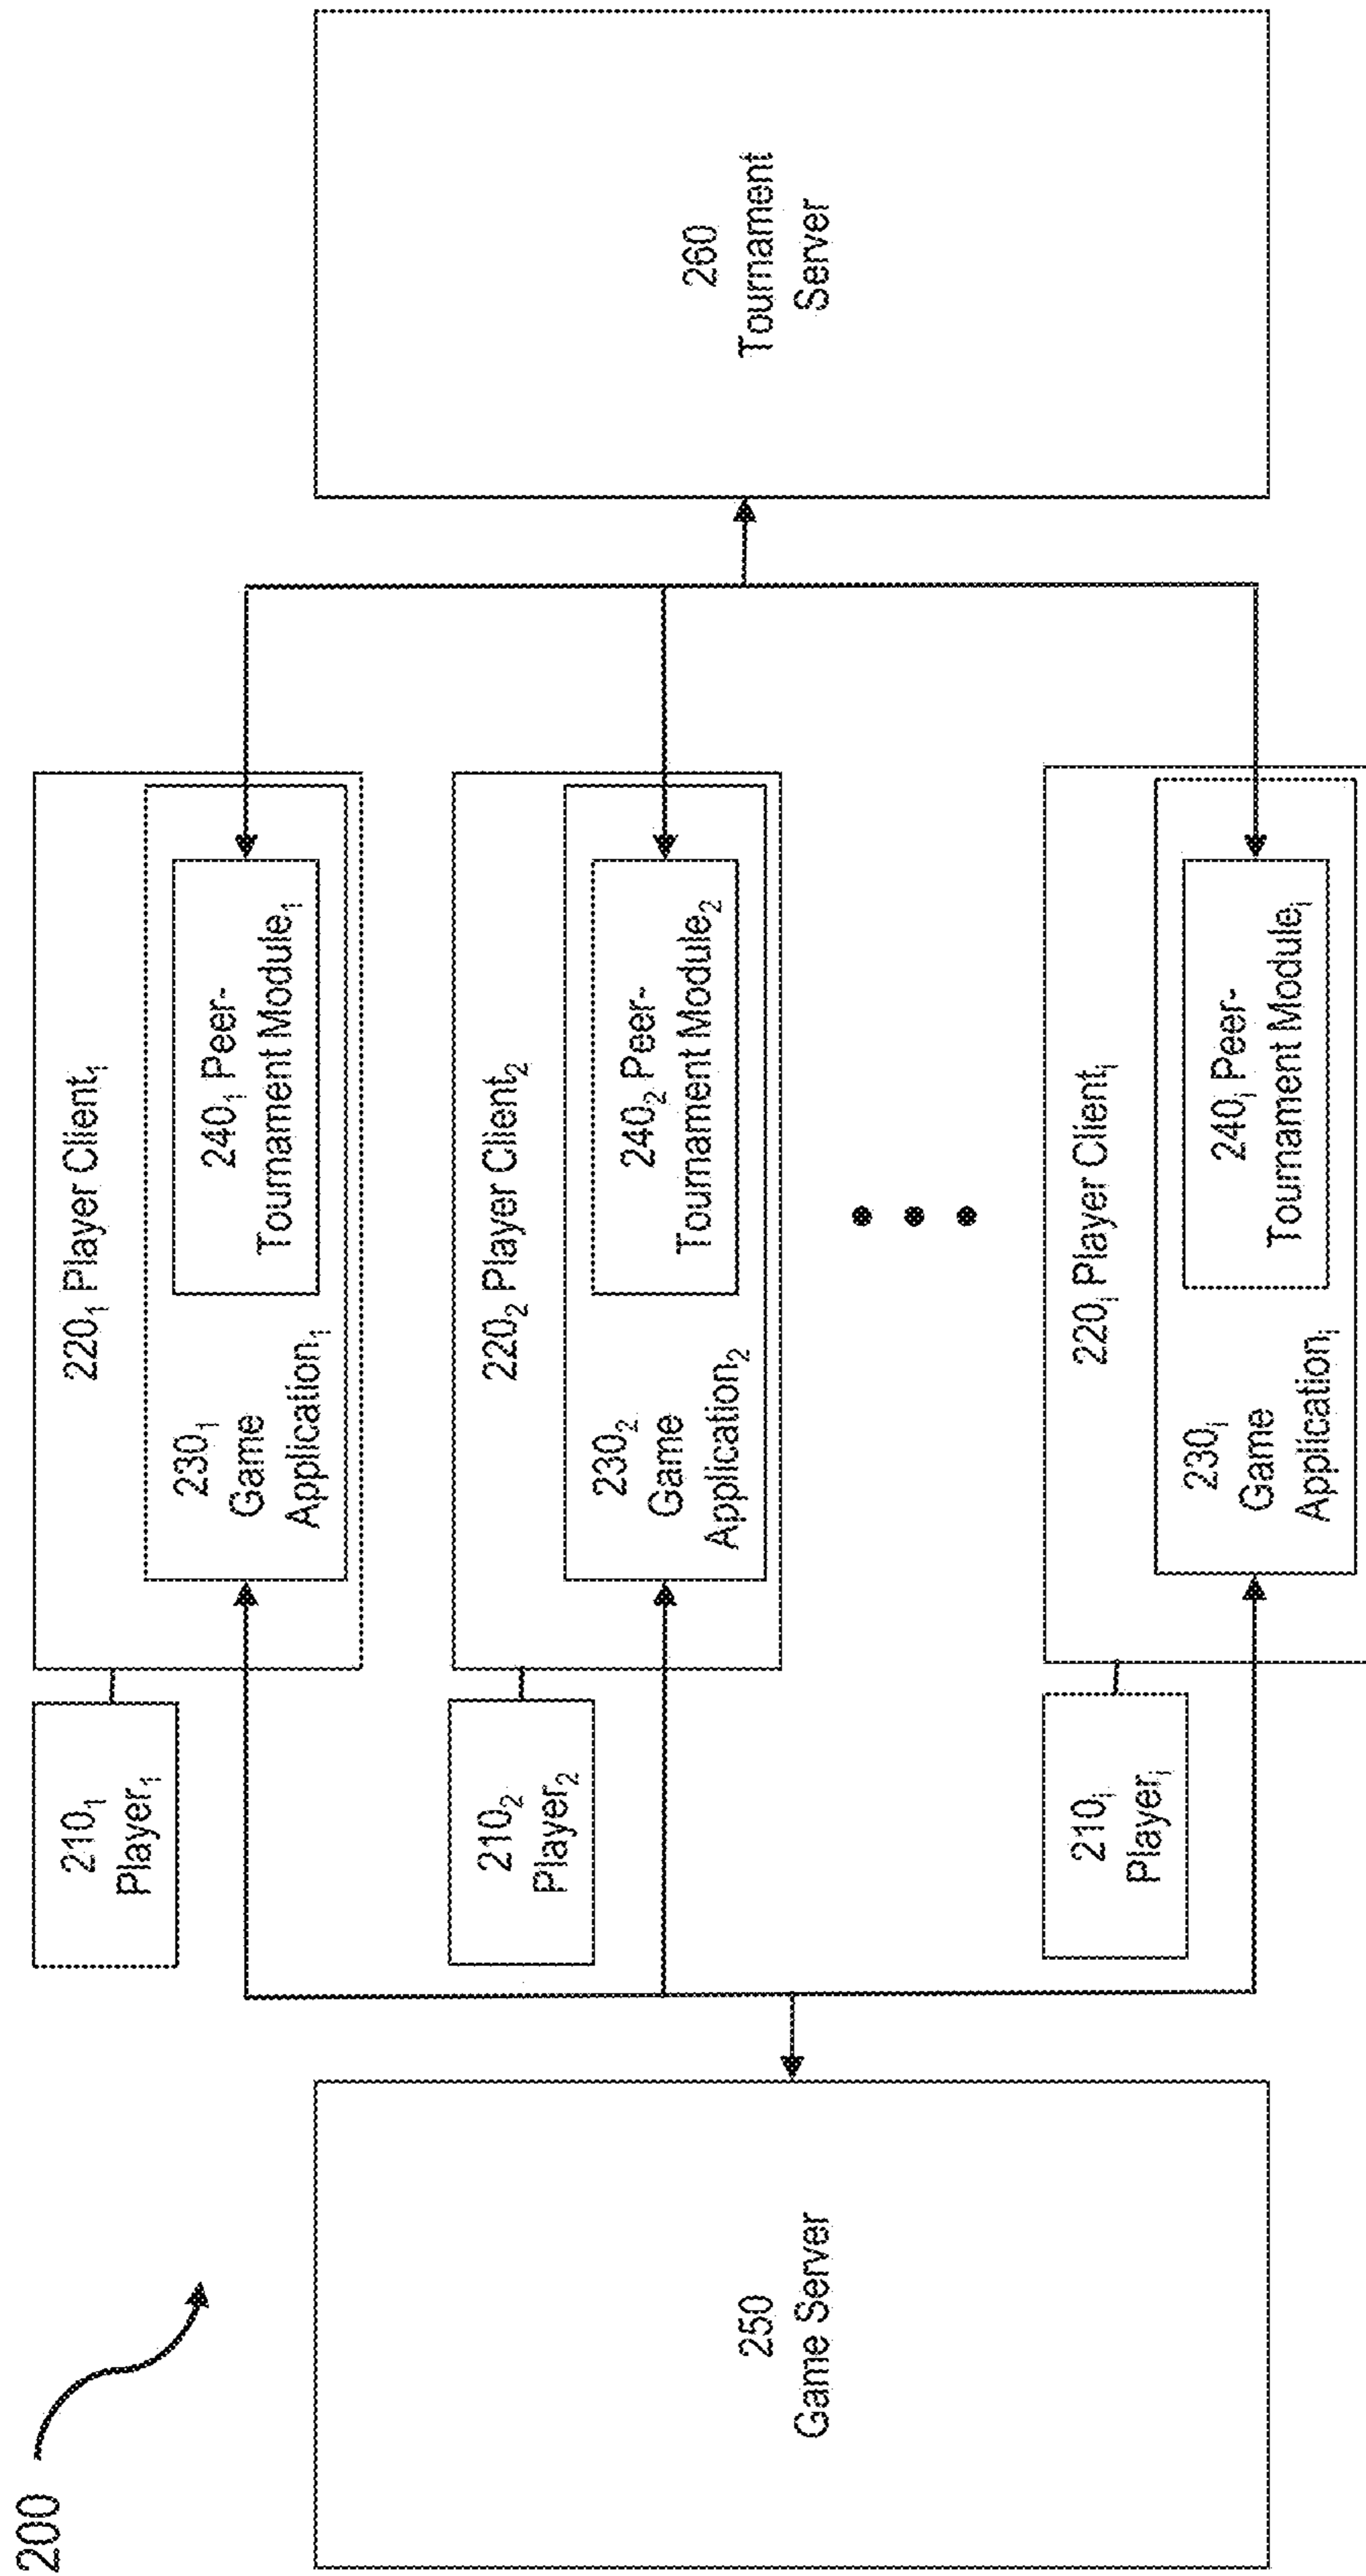 200
210₁
Player₁
220₁ Player Client₁
230₁
Game
Application₁
240₁ Peer-
Tournament Module₁
210₂
Player₂
220₂ Player Client₂
230₂
Game
Application₂
240₂ Peer-
Tournament Module₂
210ᵢ
Playerᵢ
220ᵢ Player Clientᵢ
230ᵢ
Game
Applicationᵢ
240ᵢ Peer-
Tournament Moduleᵢ
250
Game Server
260
Tournament
Server